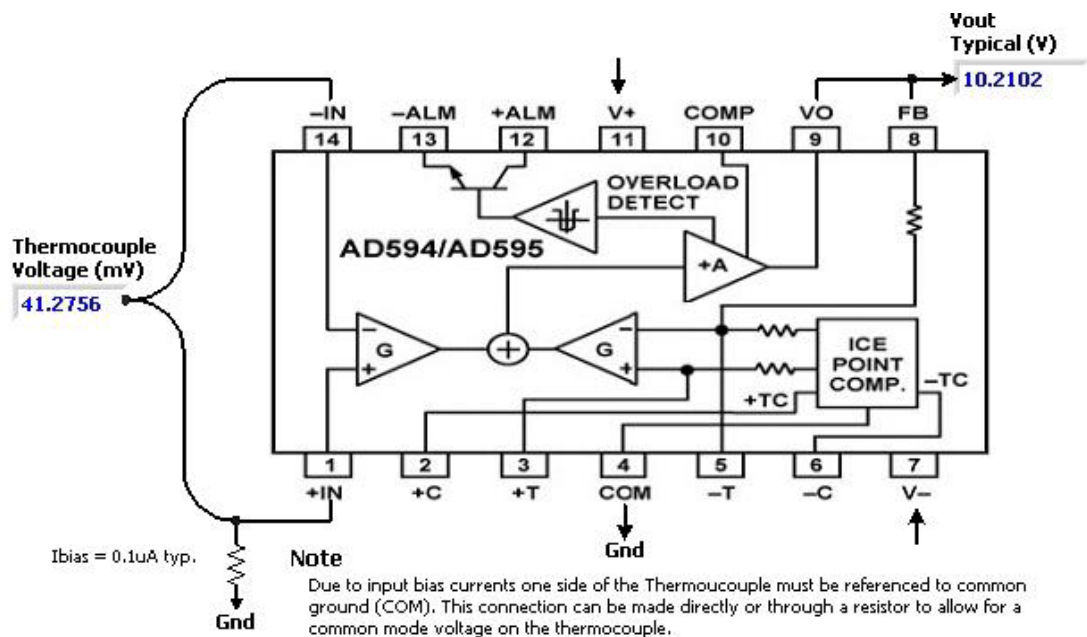 Vout
Typical (V)
10.2102
–IN
–ALM
+ALM
V+
COMP
VO
FB
14
13
12
11
10
9
8
OVERLOAD
DETECT
AD594/AD595
+A
Thermocouple
Voltage (mV)
41.2756
–
G
+
+
–
G
+
ICE
POINT
COMP.
+TC
–TC
1
2
3
4
5
6
7
+IN
+C
+T
COM
–T
–C
V–
Ibias = 0.1uA typ.
Gnd
Gnd
Note
Due to input bias currents one side of the Thermoucouple must be referenced to common
ground (COM). This connection can be made directly or through a resistor to allow for a
common mode voltage on the thermocouple.